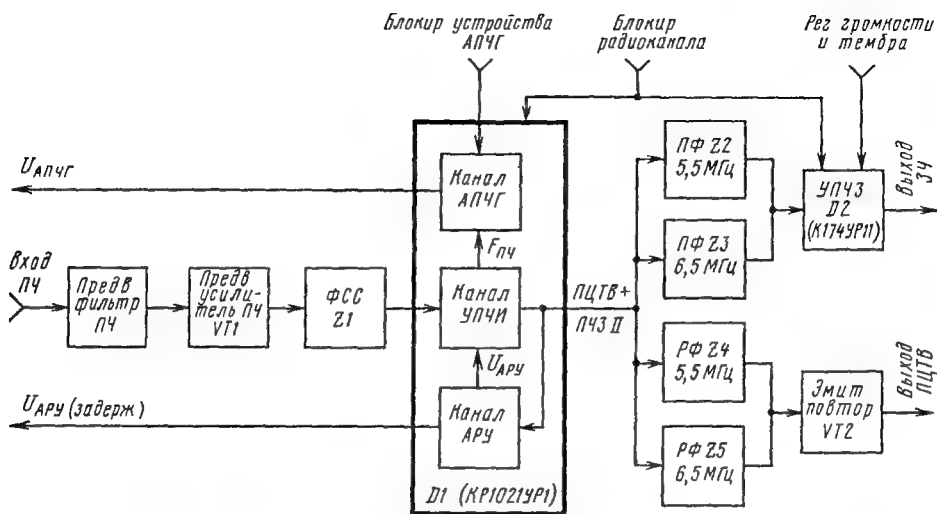 Блокир устройства
АПЧГ
Блокир
радиоканала
Рег громкости
и тембра
UАПЧГ
Канал
АПЧГ
ПФ Z2
5,5 МГц
УПЧЗ
D2
(К174УР11)
Выход
ЗЧ
FПЧ
ПФ Z3
6,5 МГц
Вход
ПЧ
Предв
фильтр
ПЧ
Предв
усили-
тель ПЧ
VT1
ФСС
Z1
Канал
УПЧИ
ПЦТВ+
ПЧЗ II
UАРУ
РФ Z4
5,5 МГц
Эмит
повтор
VT2
Выход
ПЦТВ
UАРУ (задерж)
Канал
АРУ
РФ Z5
6,5 МГц
D1 (КР1021УР1)